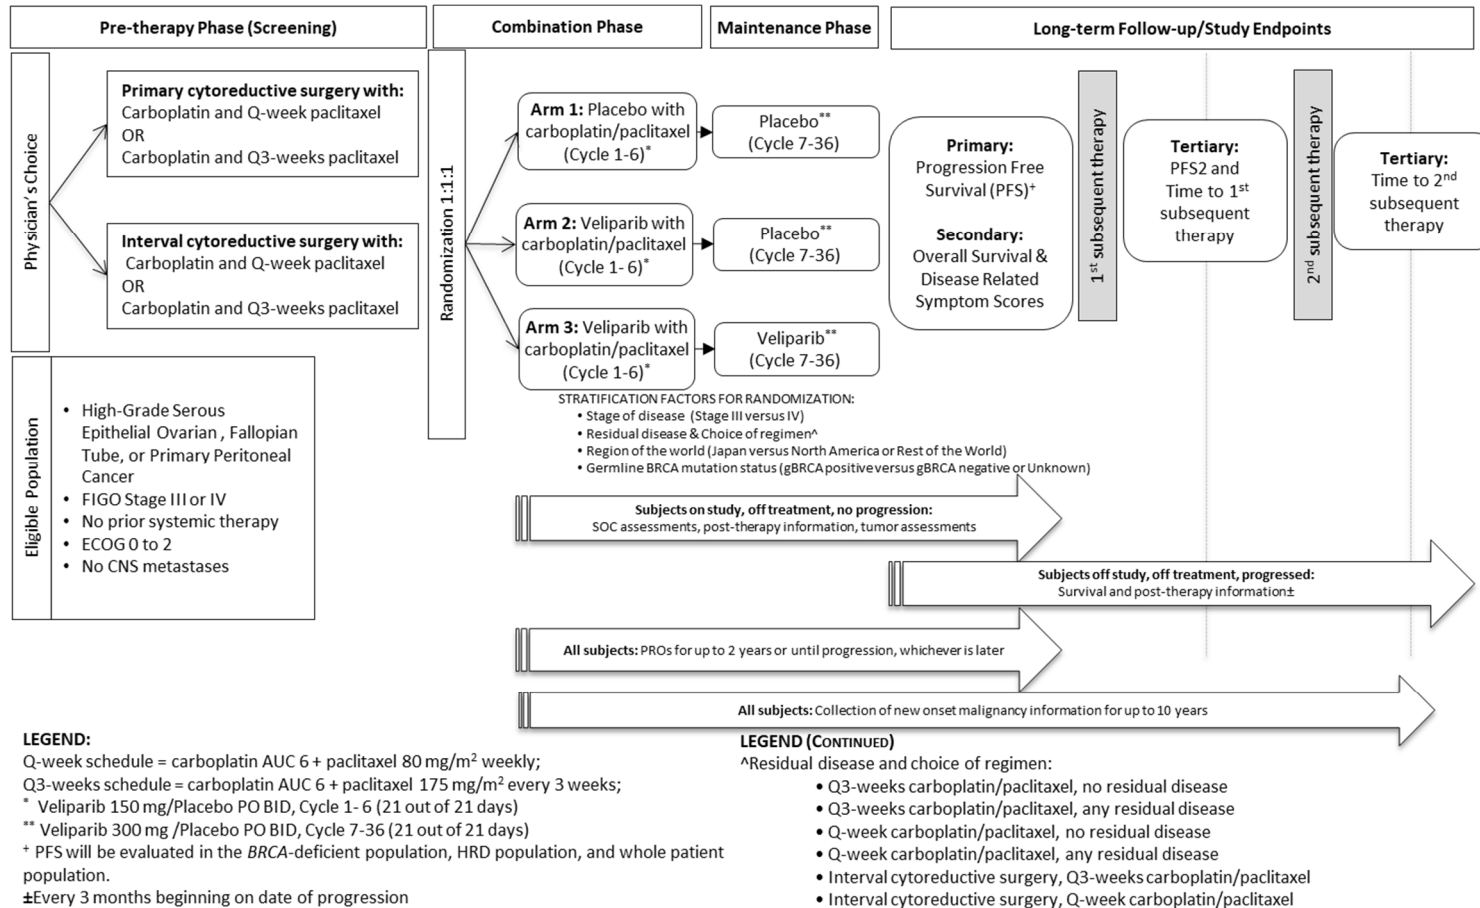 Pre-therapy Phase (Screening)
Combination Phase
Maintenance Phase
Long-term Follow-up/Study Endpoints
Physician's Choice
Primary cytoreductive surgery with:
Carboplatin and Q-week paclitaxel
OR
Carboplatin and Q3-weeks paclitaxel
Interval cytoreductive surgery with:
Carboplatin and Q-week paclitaxel
OR
Carboplatin and Q3-weeks paclitaxel
Eligible Population
• High-Grade Serous
Epithelial Ovarian , Fallopian
Tube, or Primary Peritoneal
Cancer
• FIGO Stage III or IV
• No prior systemic therapy
• ECOG 0 to 2
• No CNS metastases
Randomization 1:1:1
Arm 1: Placebo with
carboplatin/paclitaxel
(Cycle 1-6)*
Placebo**
(Cycle 7-36)
Arm 2: Veliparib with
carboplatin/paclitaxel
(Cycle 1- 6)*
Placebo**
(Cycle 7-36)
Arm 3: Veliparib with
carboplatin/paclitaxel
(Cycle 1-6)*
Veliparib**
(Cycle 7-36)
Primary:
Progression Free
Survival (PFS)⁺
Secondary:
Overall Survival &
Disease Related
Symptom Scores
1st subsequent therapy
Tertiary:
PFS2 and
Time to 1st
subsequent
therapy
2nd subsequent therapy
Tertiary:
Time to 2nd
subsequent
therapy
STRATIFICATION FACTORS FOR RANDOMIZATION:
• Stage of disease (Stage III versus IV)
• Residual disease & Choice of regimen^
• Region of the world (Japan versus North America or Rest of the World)
• Germline BRCA mutation status (gBRCA positive versus gBRCA negative or Unknown)
Subjects on study, off treatment, no progression:
SOC assessments, post-therapy information, tumor assessments
Subjects off study, off treatment, progressed:
Survival and post-therapy information±
All subjects: PROs for up to 2 years or until progression, whichever is later
All subjects: Collection of new onset malignancy information for up to 10 years
LEGEND:
Q-week schedule = carboplatin AUC 6 + paclitaxel 80 mg/m² weekly;
Q3-weeks schedule = carboplatin AUC 6 + paclitaxel 175 mg/m² every 3 weeks;
* Veliparib 150 mg/Placebo PO BID, Cycle 1- 6 (21 out of 21 days)
** Veliparib 300 mg /Placebo PO BID, Cycle 7-36 (21 out of 21 days)
⁺ PFS will be evaluated in the BRCA-deficient population, HRD population, and whole patient
population.
±Every 3 months beginning on date of progression
LEGEND (CONTINUED)
^Residual disease and choice of regimen:
• Q3-weeks carboplatin/paclitaxel, no residual disease
• Q3-weeks carboplatin/paclitaxel, any residual disease
• Q-week carboplatin/paclitaxel, no residual disease
• Q-week carboplatin/paclitaxel, any residual disease
• Interval cytoreductive surgery, Q3-weeks carboplatin/paclitaxel
• Interval cytoreductive surgery, Q-week carboplatin/paclitaxel